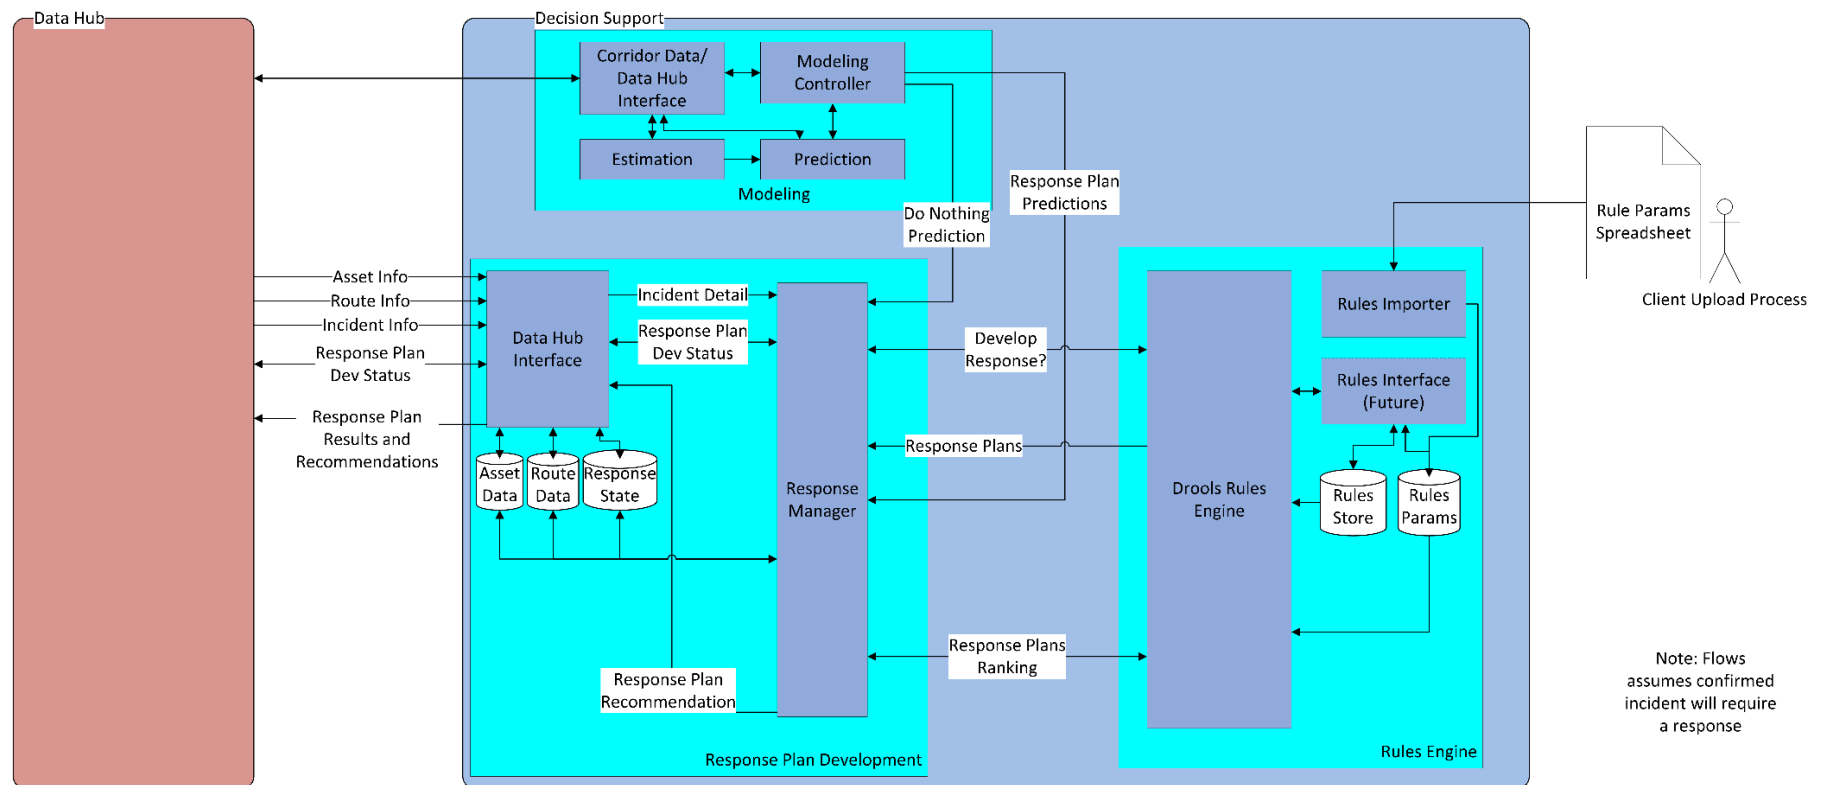 Data Hub
Decision Support
Corridor Data/
Data Hub
Interface
Modeling
Controller
Estimation
Prediction
Modeling
Response Plan
Predictions
Do Nothing
Prediction
Rule Params
Spreadsheet
Client Upload Process
Asset Info
Route Info
Incident Info
Response Plan
Dev Status
Response Plan
Results and
Recommendations
Data Hub
Interface
Incident Detail
Response Plan
Dev Status
Asset
Data
Route
Data
Response
State
Response
Manager
Response Plan
Recommendation
Response Plan Development
Develop
Response?
Response Plans
Response Plans
Ranking
Drools Rules
Engine
Rules Importer
Rules Interface
(Future)
Rules
Store
Rules
Params
Rules Engine
Note: Flows
assumes confirmed
incident will require
a response